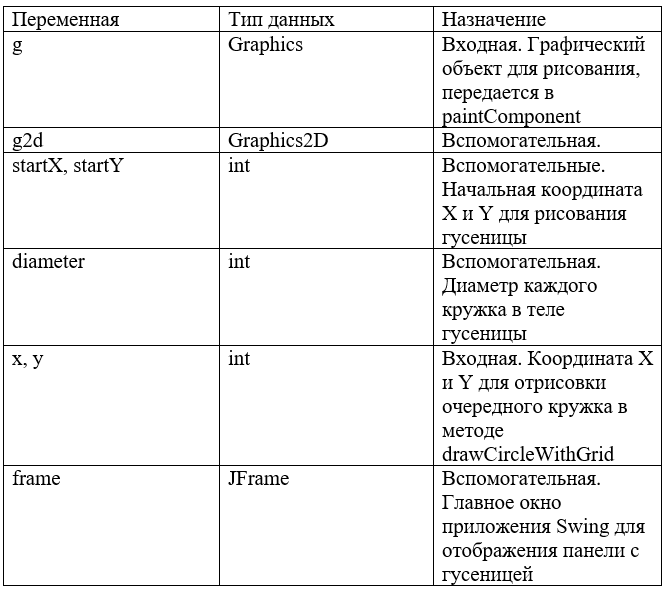 Переменная Тип данных Назначение
g Graphics Входная. Графический
объект для рисования,
передается в
paintComponent
g2d Graphics2D Вспомогательная.
startX, startY int Вспомогательные.
Начальная координата
X и Y для рисования
гусеницы
diameter int Вспомогательная.
Диаметр каждого
кружка в теле
гусеницы
x, y int Входная. Координата X
и Y для отрисовки
очередного кружка в
методе
drawCircleWithGrid
frame JFrame Вспомогательная.
Главное окно
приложения Swing для
отображения панели с
гусеницей